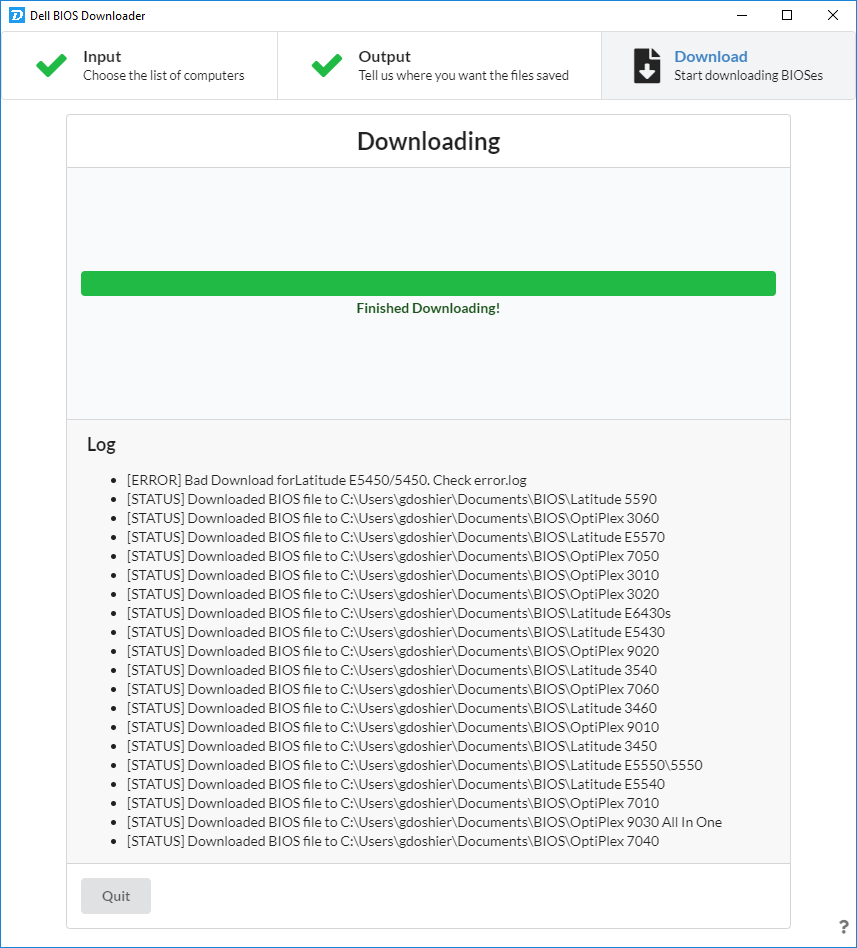 Dell BIOS Downloader
Input
Choose the list of computers
Output
Tell us where you want the files saved
Download
Start downloading BIOSes
Downloading
Finished Downloading!
Log
[ERROR] Bad Download forLatitude E5450/5450. Check error.log
[STATUS] Downloaded BIOS file to C:\Users\gdoshier\Documents\BIOS\Latitude 5590
[STATUS] Downloaded BIOS file to C:\Users\gdoshier\Documents\BIOS\OptiPlex 3060
[STATUS] Downloaded BIOS file to C:\Users\gdoshier\Documents\BIOS\Latitude E5570
[STATUS] Downloaded BIOS file to C:\Users\gdoshier\Documents\BIOS\OptiPlex 7050
[STATUS] Downloaded BIOS file to C:\Users\gdoshier\Documents\BIOS\OptiPlex 3010
[STATUS] Downloaded BIOS file to C:\Users\gdoshier\Documents\BIOS\OptiPlex 3020
[STATUS] Downloaded BIOS file to C:\Users\gdoshier\Documents\BIOS\Latitude E6430s
[STATUS] Downloaded BIOS file to C:\Users\gdoshier\Documents\BIOS\Latitude E5430
[STATUS] Downloaded BIOS file to C:\Users\gdoshier\Documents\BIOS\OptiPlex 9020
[STATUS] Downloaded BIOS file to C:\Users\gdoshier\Documents\BIOS\Latitude 3540
[STATUS] Downloaded BIOS file to C:\Users\gdoshier\Documents\BIOS\OptiPlex 7060
[STATUS] Downloaded BIOS file to C:\Users\gdoshier\Documents\BIOS\Latitude 3460
[STATUS] Downloaded BIOS file to C:\Users\gdoshier\Documents\BIOS\OptiPlex 9010
[STATUS] Downloaded BIOS file to C:\Users\gdoshier\Documents\BIOS\Latitude 3450
[STATUS] Downloaded BIOS file to C:\Users\gdoshier\Documents\BIOS\Latitude E5550\5550
[STATUS] Downloaded BIOS file to C:\Users\gdoshier\Documents\BIOS\Latitude E5540
[STATUS] Downloaded BIOS file to C:\Users\gdoshier\Documents\BIOS\OptiPlex 7010
[STATUS] Downloaded BIOS file to C:\Users\gdoshier\Documents\BIOS\OptiPlex 9030 All In One
[STATUS] Downloaded BIOS file to C:\Users\gdoshier\Documents\BIOS\OptiPlex 7040
Quit
?